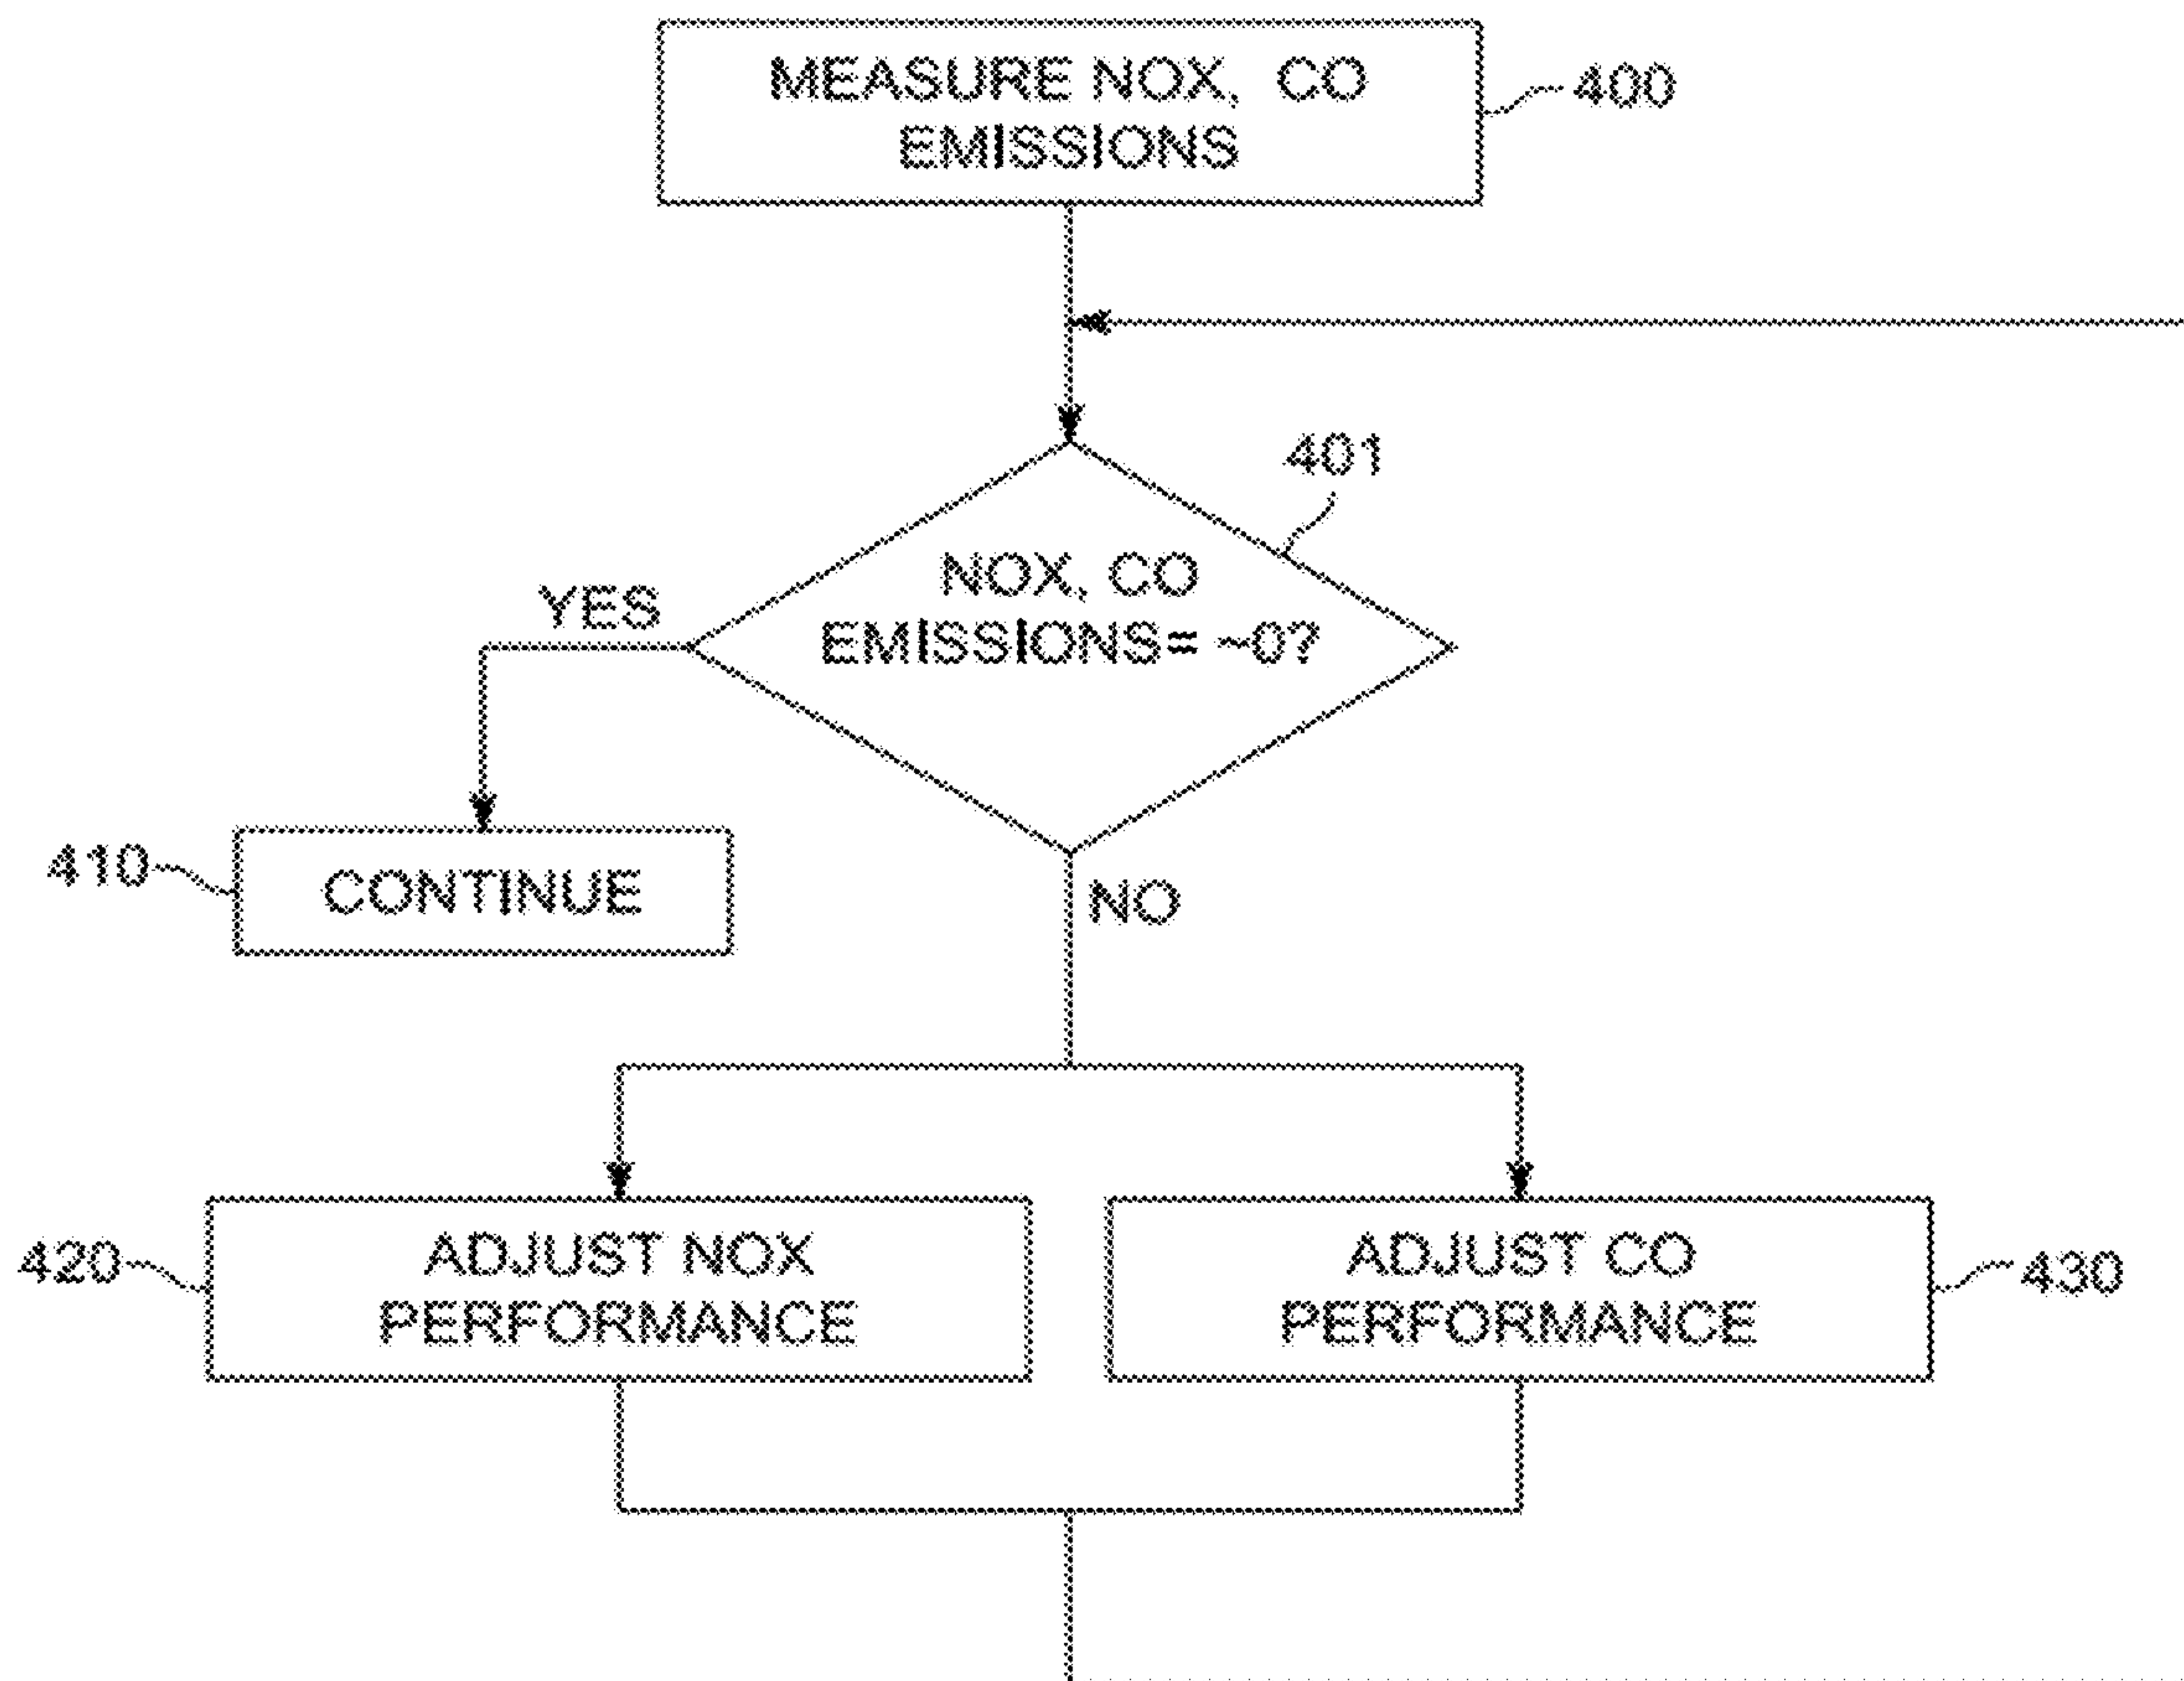 MEASURE NOX, CO
EMISSIONS
400
401
NOX, CO
EMISSIONS= ~0?
YES
410
CONTINUE
NO
420
ADJUST NOX
PERFORMANCE
ADJUST CO
PERFORMANCE
430